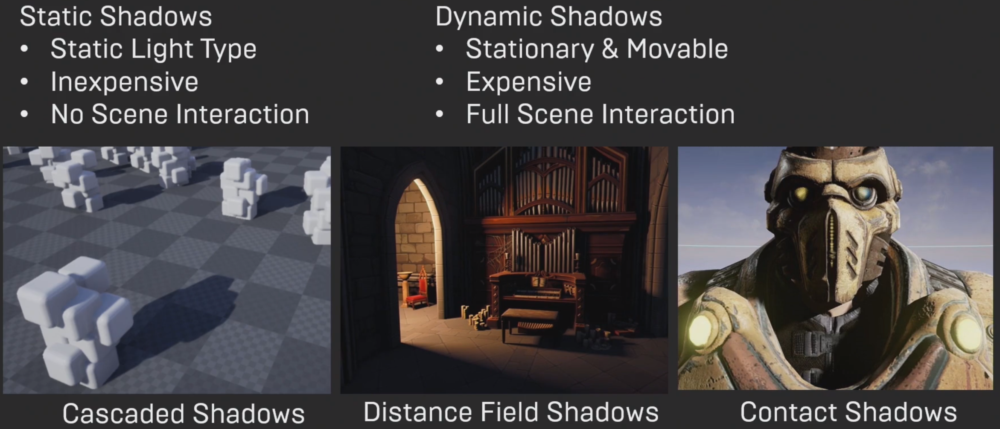 Static Shadows
• Static Light Type
• Inexpensive
• No Scene Interaction
Dynamic Shadows
• Stationary & Movable
• Expensive
• Full Scene Interaction
Cascaded Shadows
Distance Field Shadows
Contact Shadows